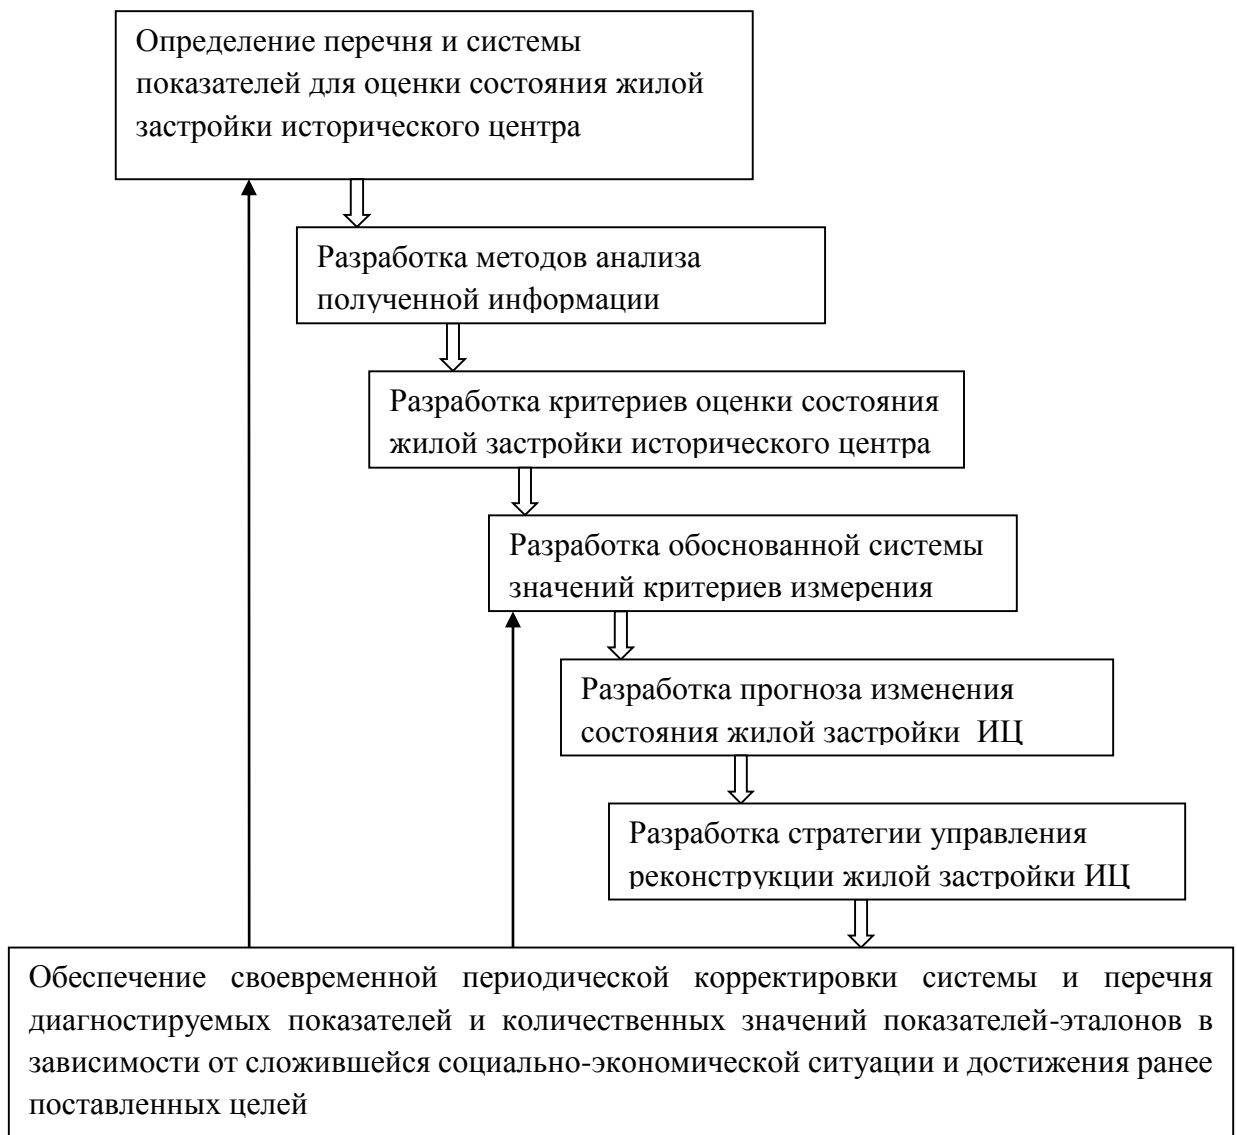 Определение перечня и системы
показателей для оценки состояния жилой
застройки исторического центра
Разработка методов анализа
полученной информации
Разработка критериев оценки состояния
жилой застройки исторического центра
Разработка обоснованной системы
значений критериев измерения
Разработка прогноза изменения
состояния жилой застройки ИЦ
Разработка стратегии управления
реконструкции жилой застройки ИЦ
Обеспечение своевременной периодической корректировки системы и перечня
диагностируемых показателей и количественных значений показателей-эталонов в
зависимости от сложившейся социально-экономической ситуации и достижения ранее
поставленных целей